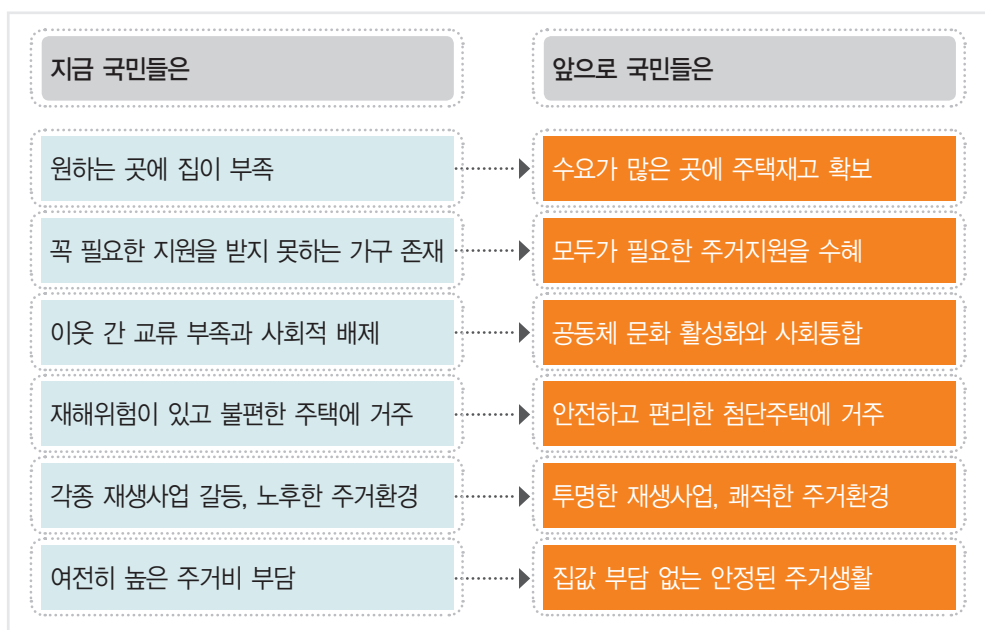 지금 국민들은
앞으로 국민들은
원하는 곳에 집이 부족
수요가 많은 곳에 주택재고 확보
꼭 필요한 지원을 받지 못하는 가구 존재
모두가 필요한 주거지원을 수혜
이웃 간 교류 부족과 사회적 배제
공동체 문화 활성화와 사회통합
재해위험이 있고 불편한 주택에 거주
안전하고 편리한 첨단주택에 거주
각종 재생사업 갈등, 노후한 주거환경
투명한 재생사업, 쾌적한 주거환경
여전히 높은 주거비 부담
집값 부담 없는 안정된 주거생활